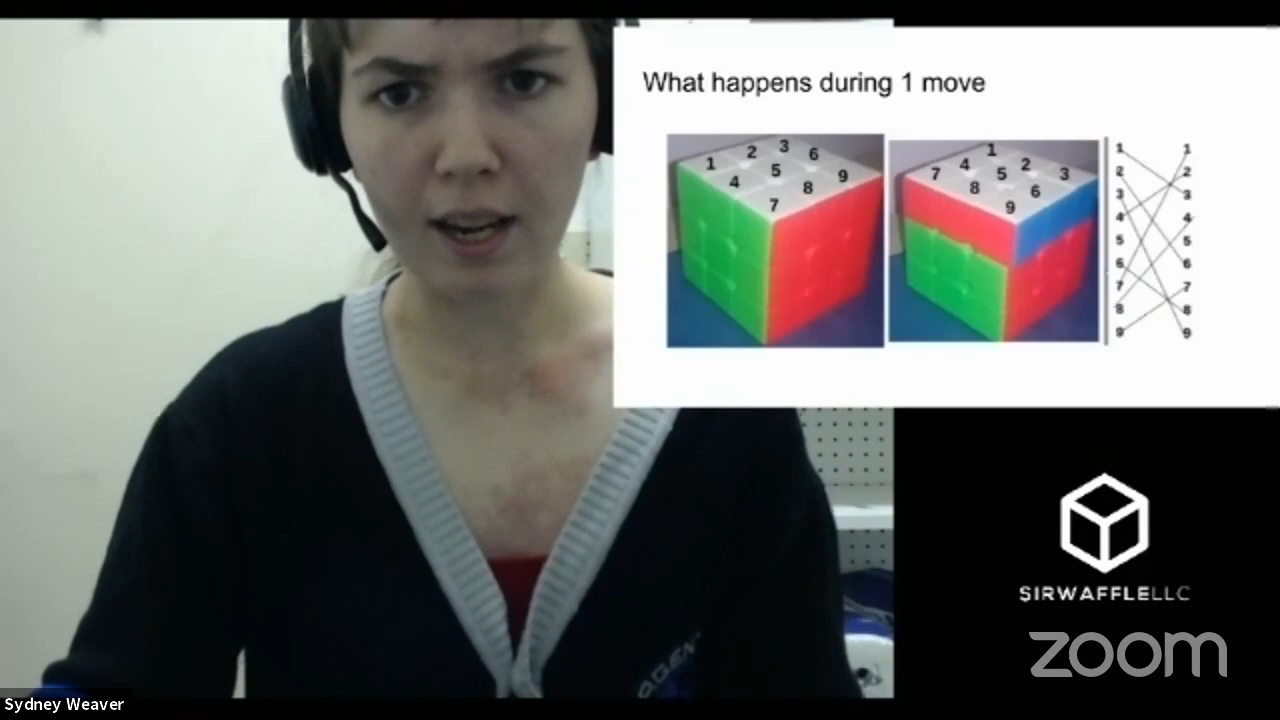 What happens during 1 move
1 2 3 6
4 5 8 9
7
1
7 4 5 2 3
8 6
9
1 1
2 2
3 3
4 4
5 5
6 6
7 7
8 8
9 9
SIRWAFFLELLC
zoom
Sydney Weaver